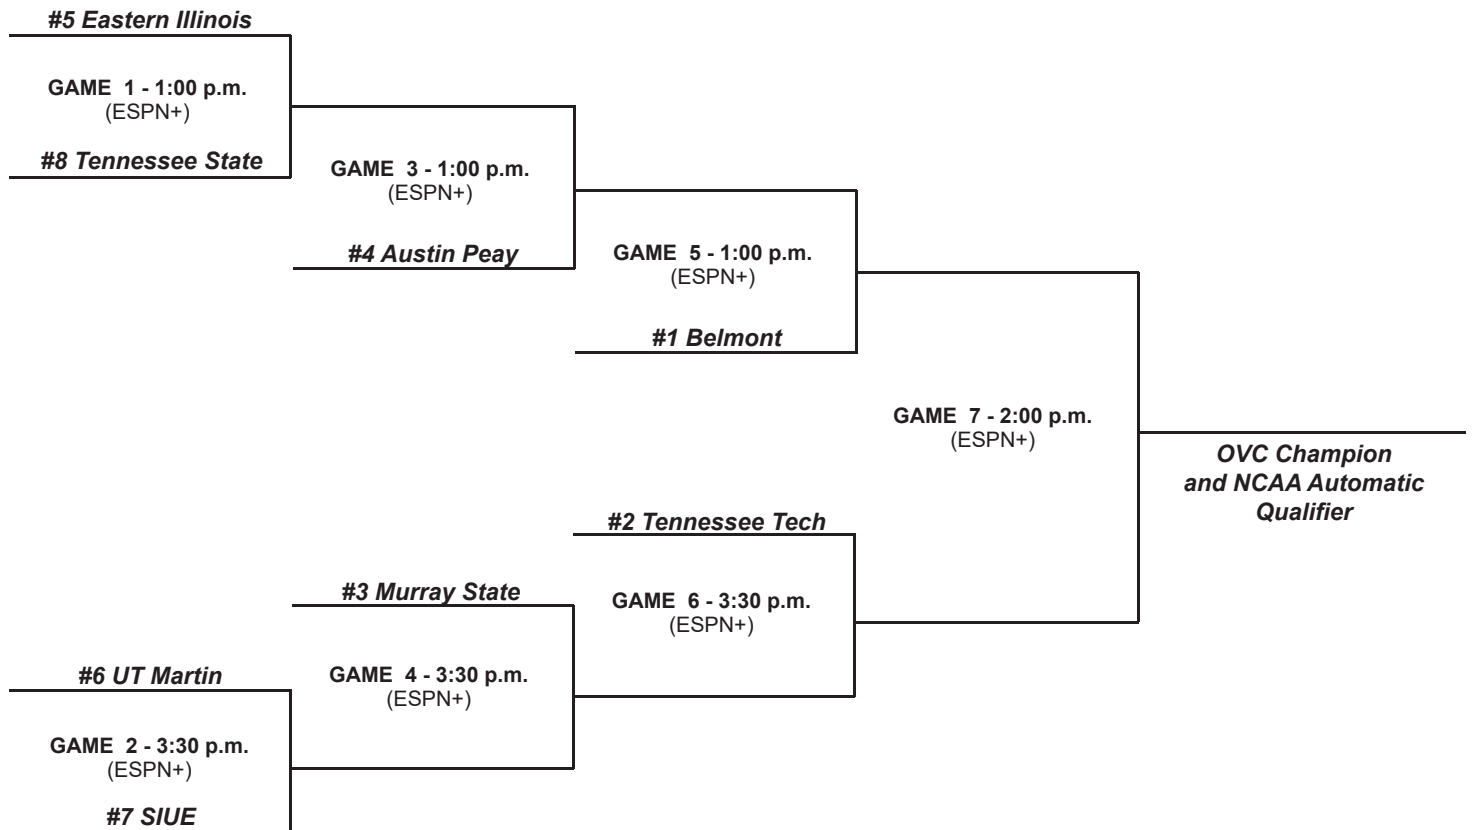 #5 Eastern Illinois
GAME 1 - 1:00 p.m.
(ESPN+)
#8 Tennessee State
GAME 3 - 1:00 p.m.
(ESPN+)
#4 Austin Peay
GAME 5 - 1:00 p.m.
(ESPN+)
#1 Belmont
GAME 7 - 2:00 p.m.
(ESPN+)
OVC Champion
and NCAA Automatic
Qualifier
#2 Tennessee Tech
GAME 6 - 3:30 p.m.
(ESPN+)
#3 Murray State
GAME 4 - 3:30 p.m.
(ESPN+)
#6 UT Martin
GAME 2 - 3:30 p.m.
(ESPN+)
#7 SIUE